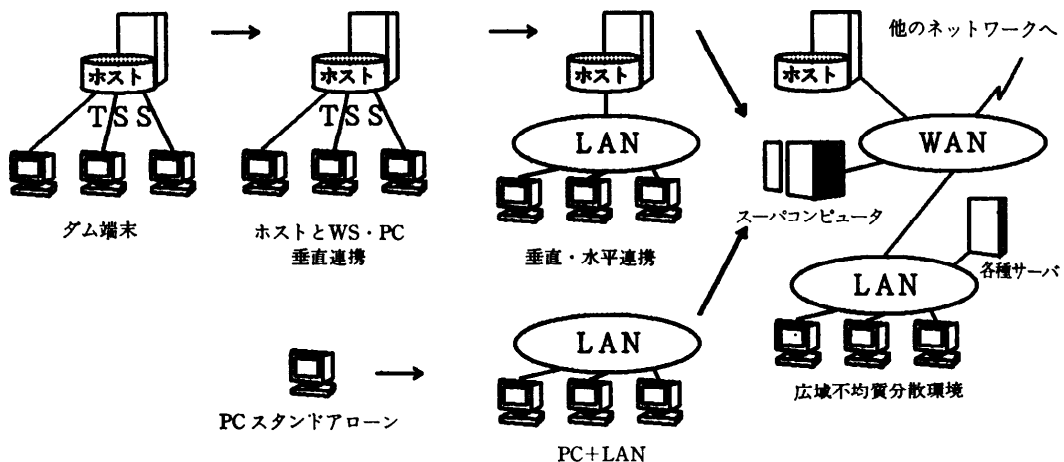 ホスト
TSS
ダム端末
ホスト
TSS
ホストとWS・PC
垂直連携
ホスト
LAN
垂直・水平連携
ホスト
他のネットワークへ
WAN
スーパコンピュータ
各種サーバ
LAN
広域不均質分散環境
PCスタンドアローン
LAN
PC+LAN